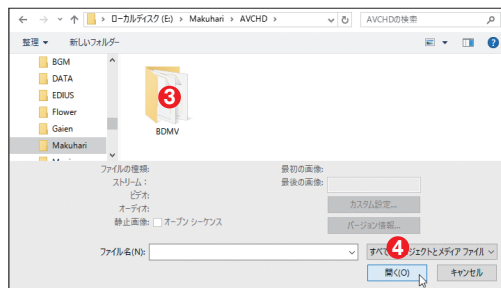 ローカルディスク (E:) > Makuhari > AVCHD >
AVCHDの検索
整理 新しいフォルダー
BGM
DATA
EDIUS
Flower
Gaien
Makuhari
3
BDMV
ファイルの種類:
ストリーム :
ビデオ:
オーディオ:
静止画像: オープン シーケンス
最初の画像:
最後の画像:
カスタム設定...
バージョン情報...
4
ファイル名(N):
すべて ジェクトとメディア ファイル
開く(O) キャンセル